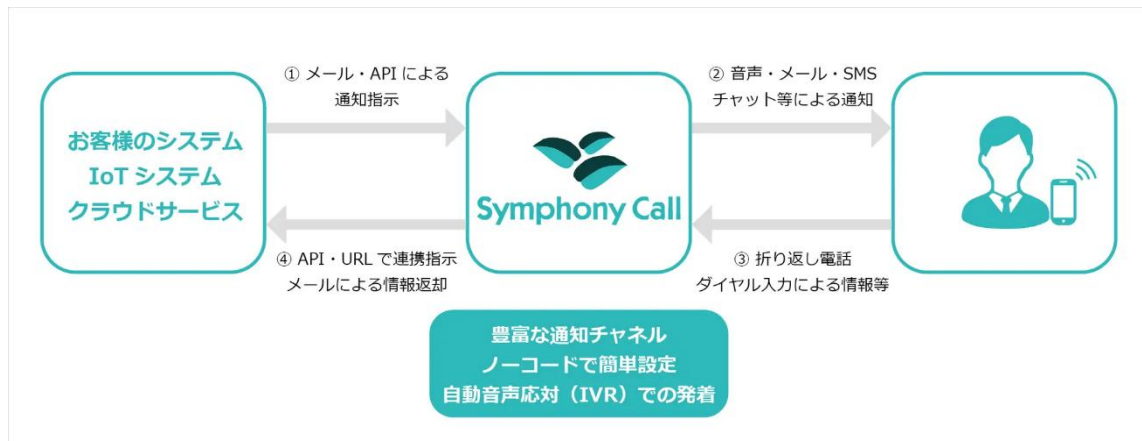 ① メール・API による
通知指示
② 音声・メール・SMS
チャット等による通知
お客様のシステム
IoT システム
クラウドサービス
Symphony Call
④ API・URL で連携指示
メールによる情報返却
③ 折り返し電話
ダイヤル入力による情報等
豊富な通知チャネル
ノーコードで簡単設定
自動音声応対（IVR）での発着